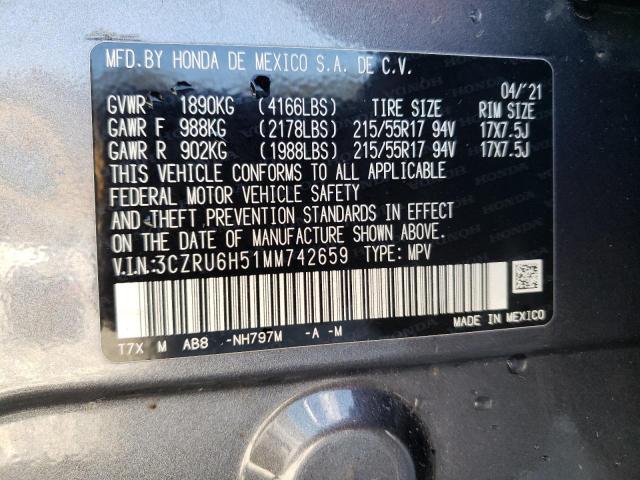 MFD.BY HONDA DE MEXICO S.A. DE C.V.
04/'21
GVWR 1890KG (4166LBS) TIRE SIZE RIM SIZE
GAWR F 988KG (2178LBS) 215/55R17 94V 17X7.5J
GAWR R 902KG (1988LBS) 215/55R17 94V 17X7.5J
THIS VEHICLE CONFORMS TO ALL APPLICABLE
FEDERAL MOTOR VEHICLE SAFETY
AND THEFT PREVENTION STANDARDS IN EFFECT
ON THE DATE OF MANUFACTURE SHOWN ABOVE.
V.I.N:3CZRU6H51MM742659 TYPE: MPV
T7X M AB8 -NH797M -A -M
MADE IN MEXICO